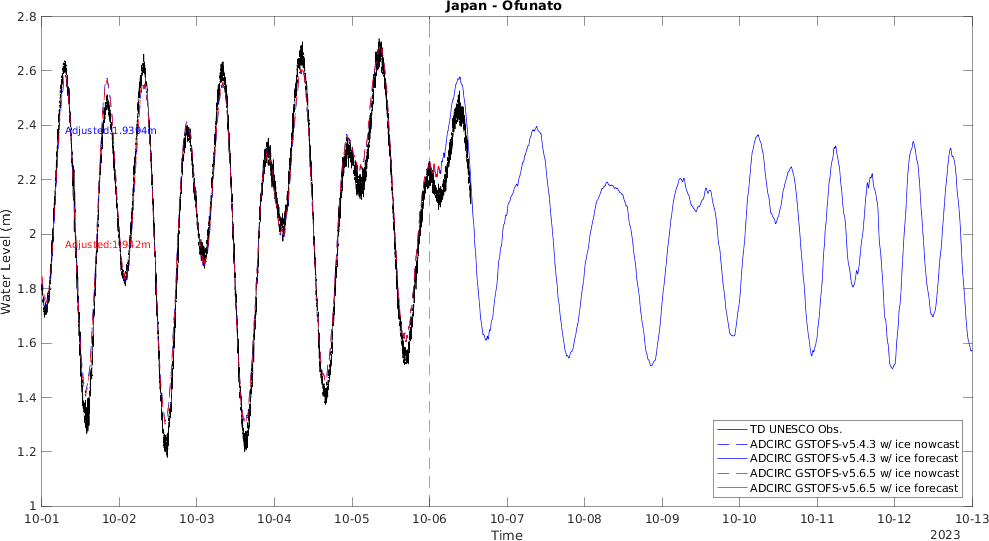 Japan - Ofunato
Water Level (m)
2.8
2.6
2.4
2.2
2
1.8
1.6
1.4
1.2
1
Adjusted:1.9394m
Adjusted:1.942m
TD UNESCO Obs.
ADCIRC GSTOFS-v5.4.3 w/ ice nowcast
ADCIRC GSTOFS-v5.4.3 w/ ice forecast
ADCIRC GSTOFS-v5.6.5 w/ ice nowcast
ADCIRC GSTOFS-v5.6.5 w/ ice forecast
10-01 10-02 10-03 10-04 10-05 10-06 10-07 10-08 10-09 10-10 10-11 10-12 10-13
Time
2023